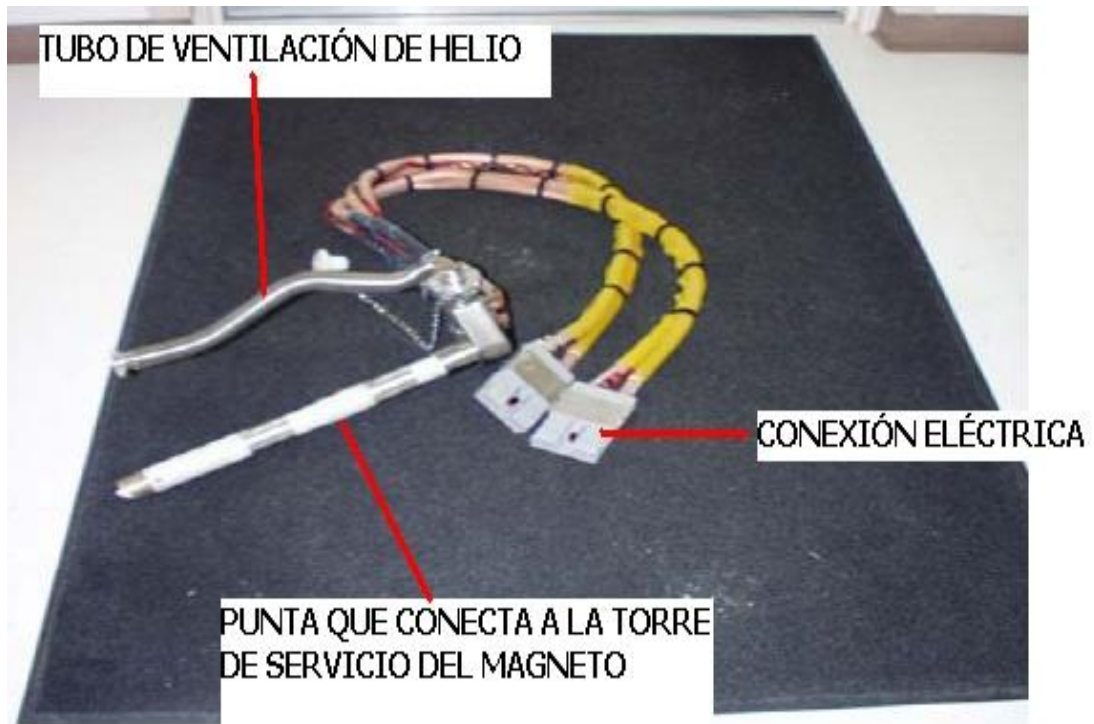 TUBO DE VENTILACIÓN DE HELIO
CONEXIÓN ELÉCTRICA
PUNTA QUE CONECTA A LA TORRE
DE SERVICIO DEL MAGNETO